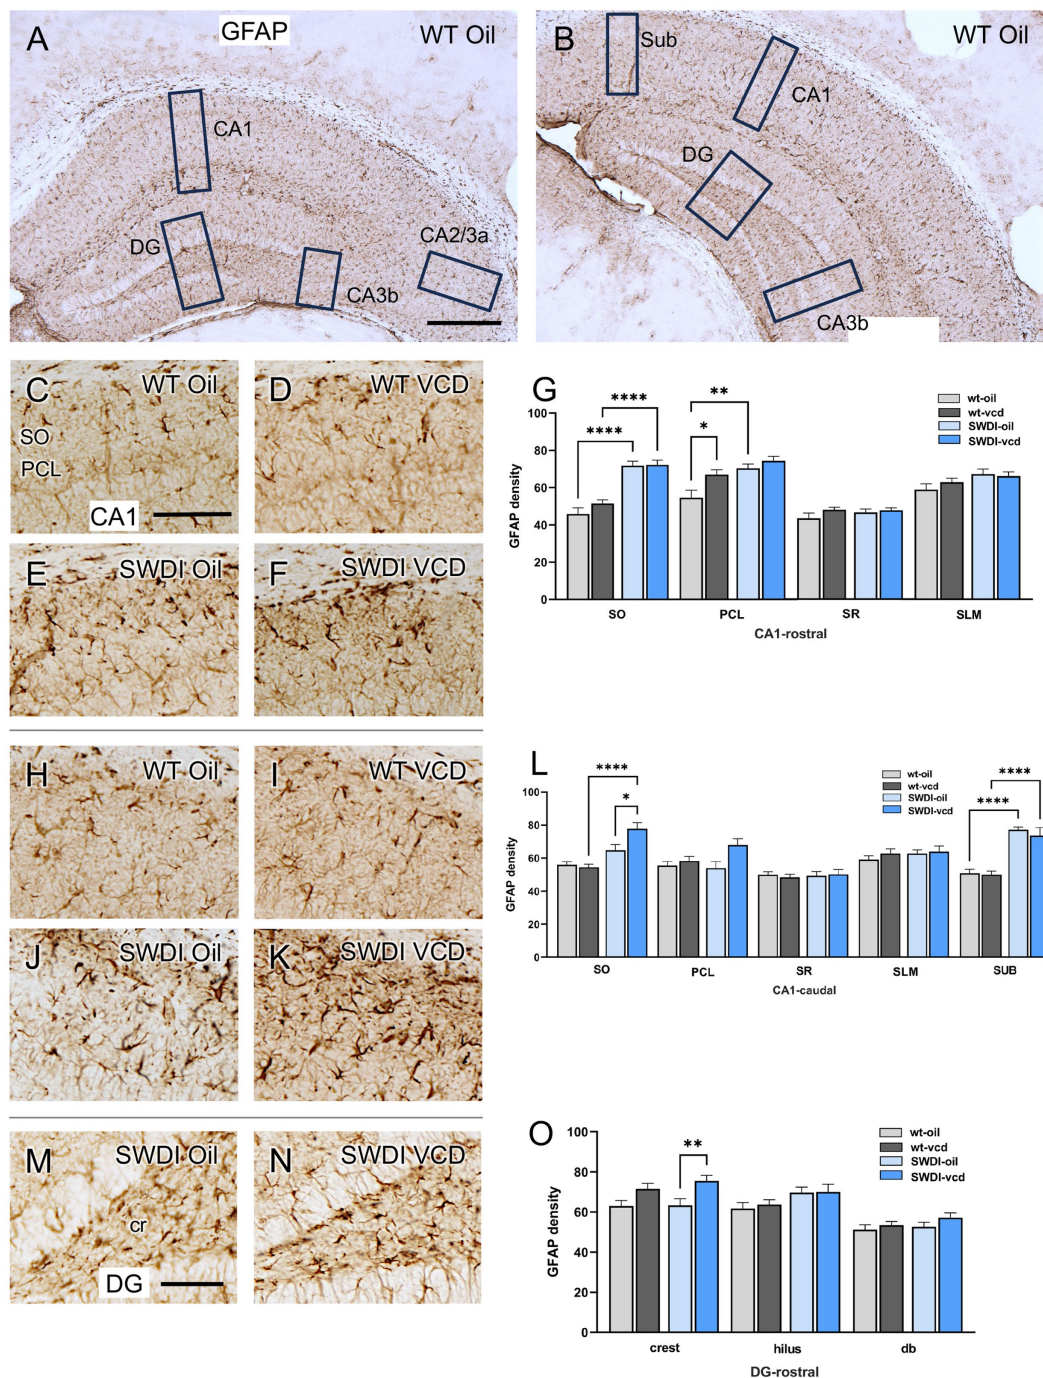 A
GFAP
WT Oil
CA1
DG
CA2/3a
CA3b
B
WT Oil
Sub
CA1
DG
CA3b
C
WT Oil
SO
PCL
CA1
D
WT VCD
E
SWDI Oil
F
SWDI VCD
G
wt-oil
wt-vcd
SWDI-oil
SWDI-vcd
**** **** ** *
GFAP density
100
80
60
40
20
0
SO PCL SR SLM
CA1-rostral
H
WT Oil
I
WT VCD
J
SWDI Oil
K
SWDI VCD
L
wt-oil
wt-vcd
SWDI-oil
SWDI-vcd
**** * **** ****
GFAP density
100
80
60
40
20
0
SO PCL SR SLM SUB
CA1-caudal
M
SWDI Oil
cr
DG
N
SWDI VCD
O
wt-oil
wt-vcd
SWDI-oil
SWDI-vcd
**
GFAP density
100
80
60
40
20
0
crest hilus db
DG-rostral